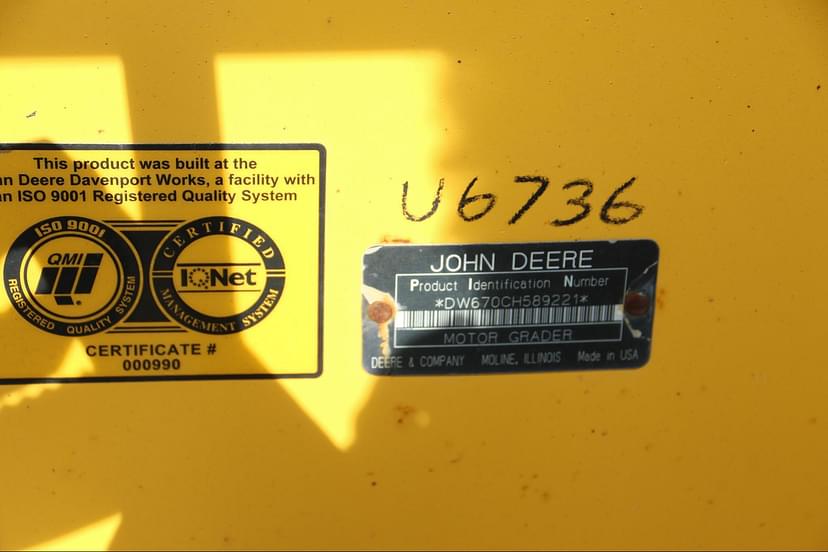 This product was built at the
hn Deere Davenport Works, a facility with
an ISO 9001 Registered Quality System
ISO 9001
QMI
REGISTERED QUALITY SYSTEM
CERTIFIED
IQNet
MANAGEMENT SYSTEM
CERTIFICATE #
000990
U6736
JOHN DEERE
Product Identification Number
*DW670CH589221*
MOTOR GRADER
DEERE & COMPANY MOLINE, ILLINOIS Made in USA